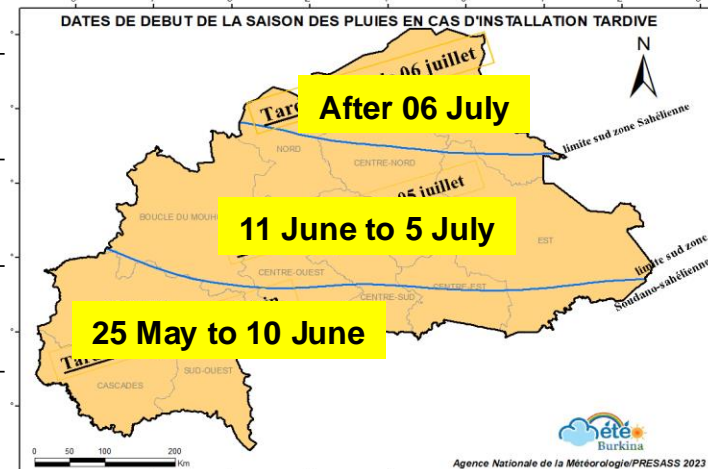 DATES DE DEBUT DE LA SAISON DES PLUIES EN CAS D'INSTALLATION TARDIVE
N
06 juillet
After 06 July
limite sud zone Sahélienne
NORD
CENTRE-NORD
05 juillet
BOUCLE DU MOUH
11 June to 5 July
EST
CENTRE-OUEST
CENTRE-EST
CENTRE-SUD
limite sud zone
Soudano-sahélienne
25 May to 10 June
SUD-OUEST
CASCADES
été
Burkina
0 50 100 200
Km
Agence Nationale de la Météorologie/PRESASS 2023